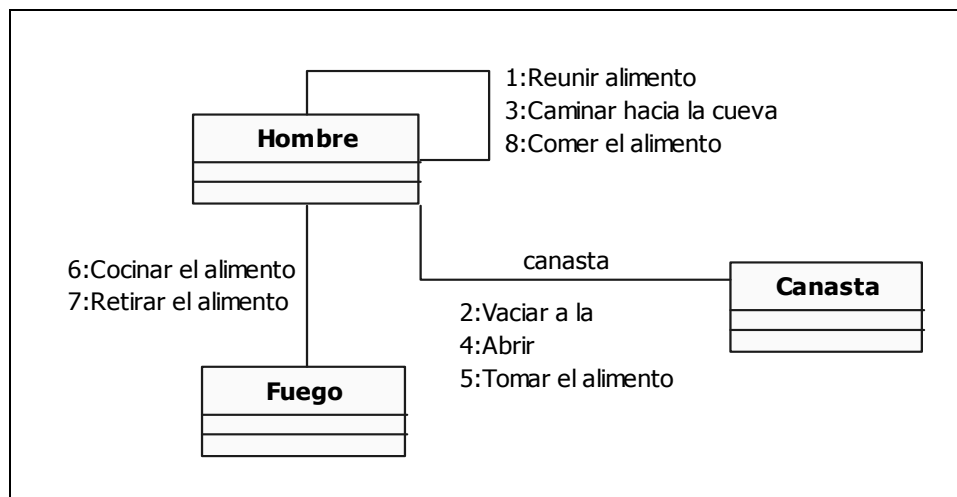 1:Reunir alimento
3:Caminar hacia la cueva
8:Comer el alimento
Hombre
6:Cocinar el alimento
7:Retirar el alimento
canasta
Canasta
2:Vaciar a la
4:Abrir
5:Tomar el alimento
Fuego